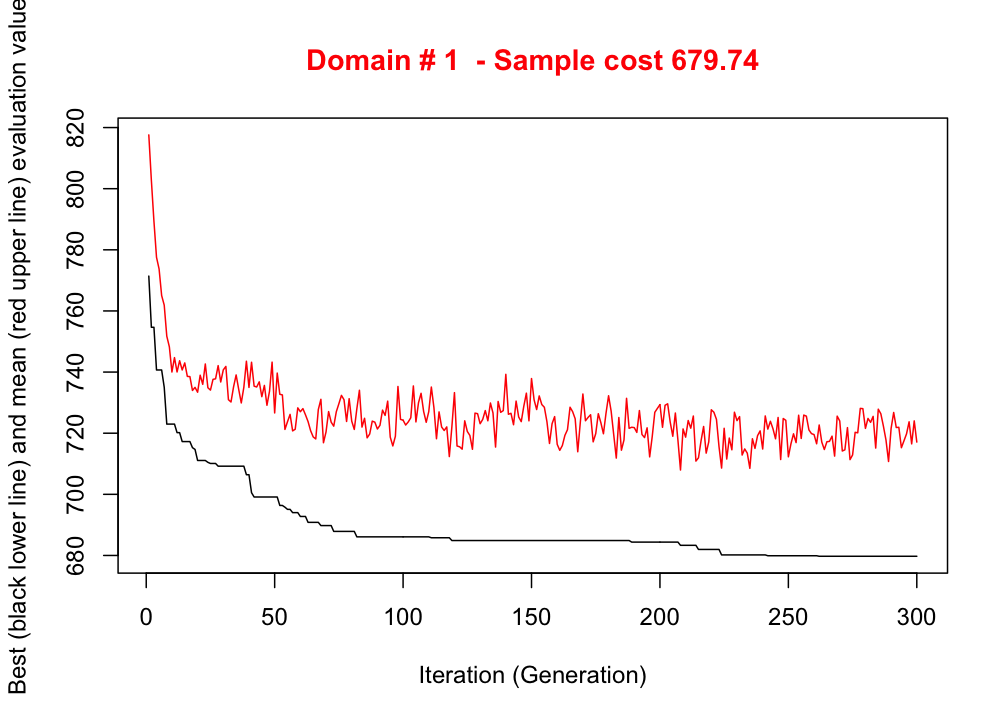 Domain # 1  - Sample cost 679.74
Best (black lower line) and mean (red upper line) evaluation value
820
800
780
760
740
720
700
680
0 50 100 150 200 250 300
Iteration (Generation)